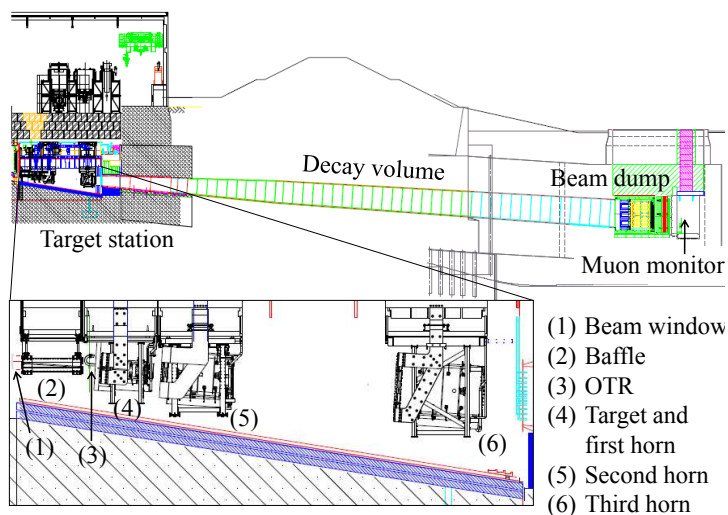 Decay volume
Beam dump
Target station
Muon monitor
(1) Beam window
(2) Baffle
(3) OTR
(4) Target and
first horn
(5) Second horn
(6) Third horn
(2)
(4)
(5)
(6)
(1)
(3)